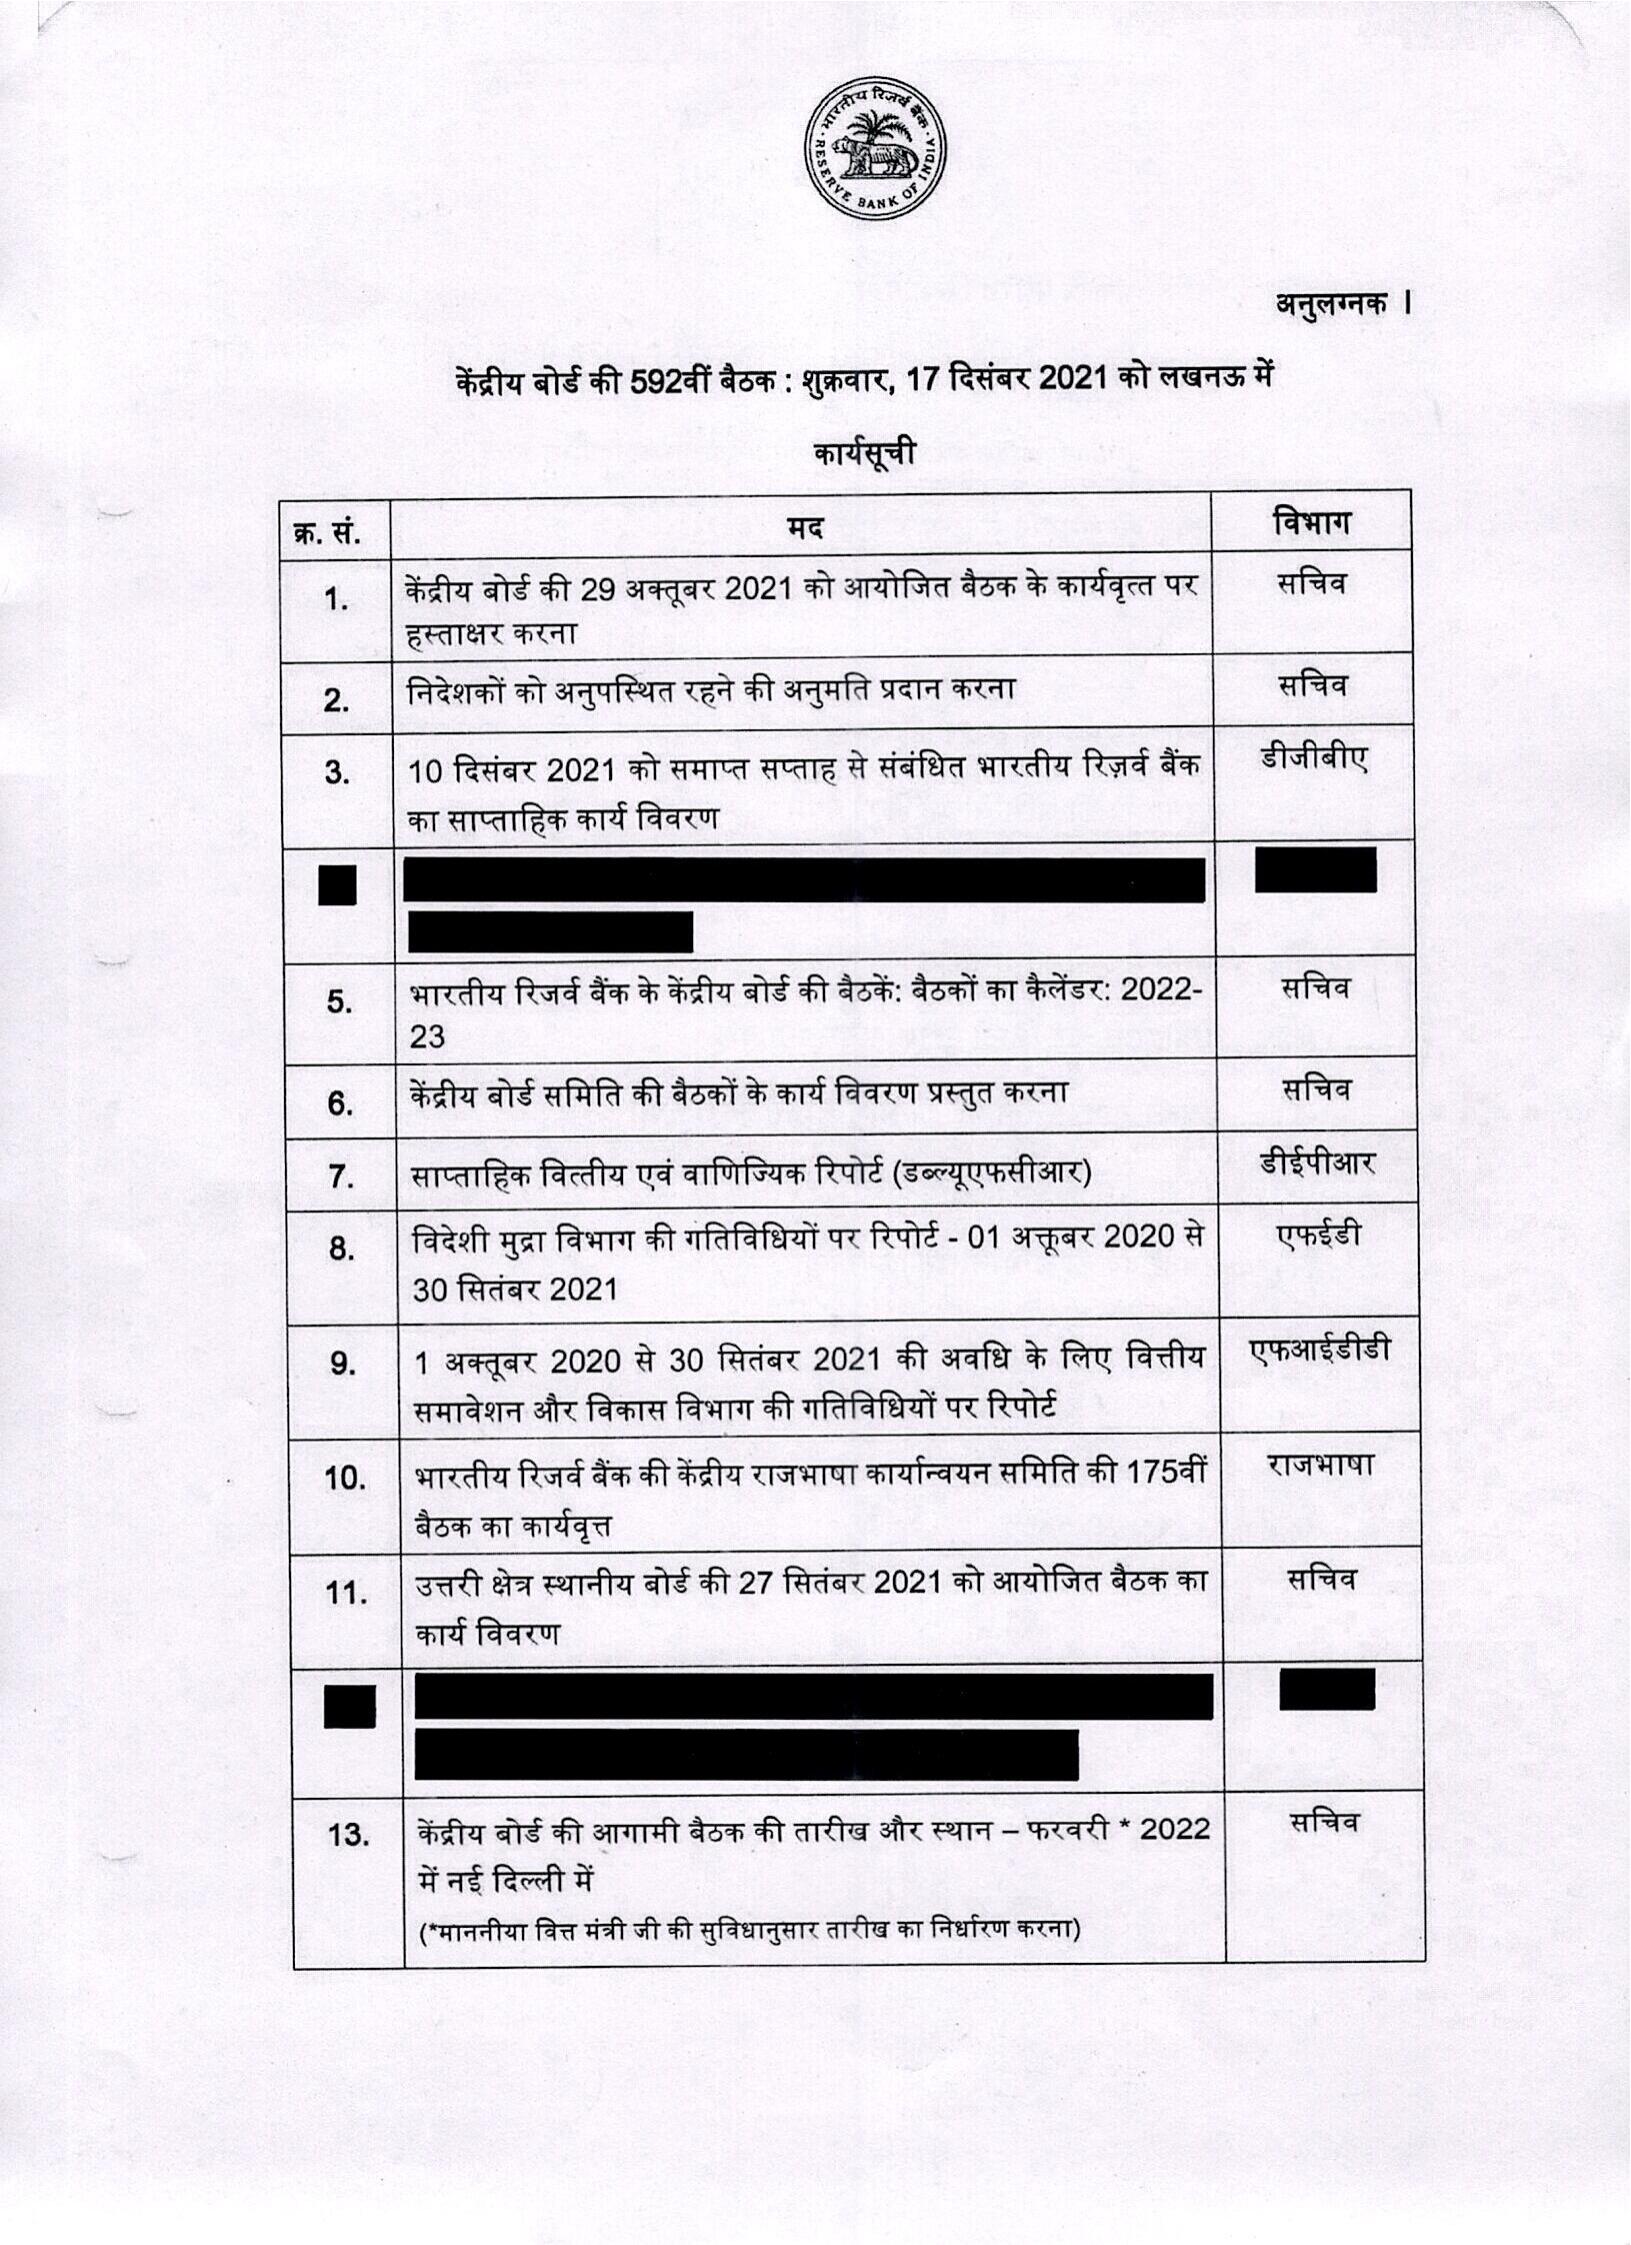 भारतीय रिज़र्व बैंक
RESERVE BANK OF INDIA
अनुलग्नक I
केंद्रीय बोर्ड की 592वीं बैठक : शुक्रवार, 17 दिसंबर 2021 को लखनऊ में
कार्यसूची
क्र. सं. मद विभाग
1. केंद्रीय बोर्ड की 29 अक्तूबर 2021 को आयोजित बैठक के कार्यवृत्त पर सचिव
हस्ताक्षर करना
2. निदेशकों को अनुपस्थित रहने की अनुमति प्रदान करना सचिव
3. 10 दिसंबर 2021 को समाप्त सप्ताह से संबंधित भारतीय रिज़र्व बैंक डीजीबीए
का साप्ताहिक कार्य विवरण
5. भारतीय रिजर्व बैंक के केंद्रीय बोर्ड की बैठकें: बैठकों का कैलेंडर: 2022- सचिव
23
6. केंद्रीय बोर्ड समिति की बैठकों के कार्य विवरण प्रस्तुत करना सचिव
7. साप्ताहिक वित्तीय एवं वाणिज्यिक रिपोर्ट (डब्ल्यूएफसीआर) डीईपीआर
8. विदेशी मुद्रा विभाग की गतिविधियों पर रिपोर्ट - 01 अक्तूबर 2020 से एफईडी
30 सितंबर 2021
9. 1 अक्तूबर 2020 से 30 सितंबर 2021 की अवधि के लिए वित्तीय एफआईडीडी
समावेशन और विकास विभाग की गतिविधियों पर रिपोर्ट
10. भारतीय रिजर्व बैंक की केंद्रीय राजभाषा कार्यान्वयन समिति की 175वीं राजभाषा
बैठक का कार्यवृत्त
11. उत्तरी क्षेत्र स्थानीय बोर्ड की 27 सितंबर 2021 को आयोजित बैठक का सचिव
कार्य विवरण
13. केंद्रीय बोर्ड की आगामी बैठक की तारीख और स्थान – फरवरी * 2022 सचिव
में नई दिल्ली में
(*माननीया वित्त मंत्री जी की सुविधानुसार तारीख का निर्धारण करना)